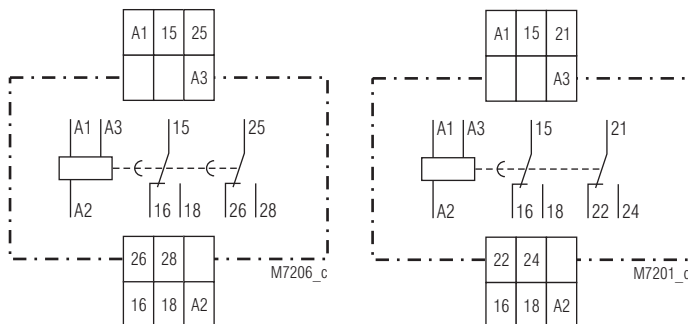 A1 15 25
A3
A1 A3 15 25
A2 16 18 26 28
26 28
M7206_c
16 18 A2
A1 15 21
A3
A1 A3 15 21
A2 16 18 22 24
22 24
M7201_c
16 18 A2